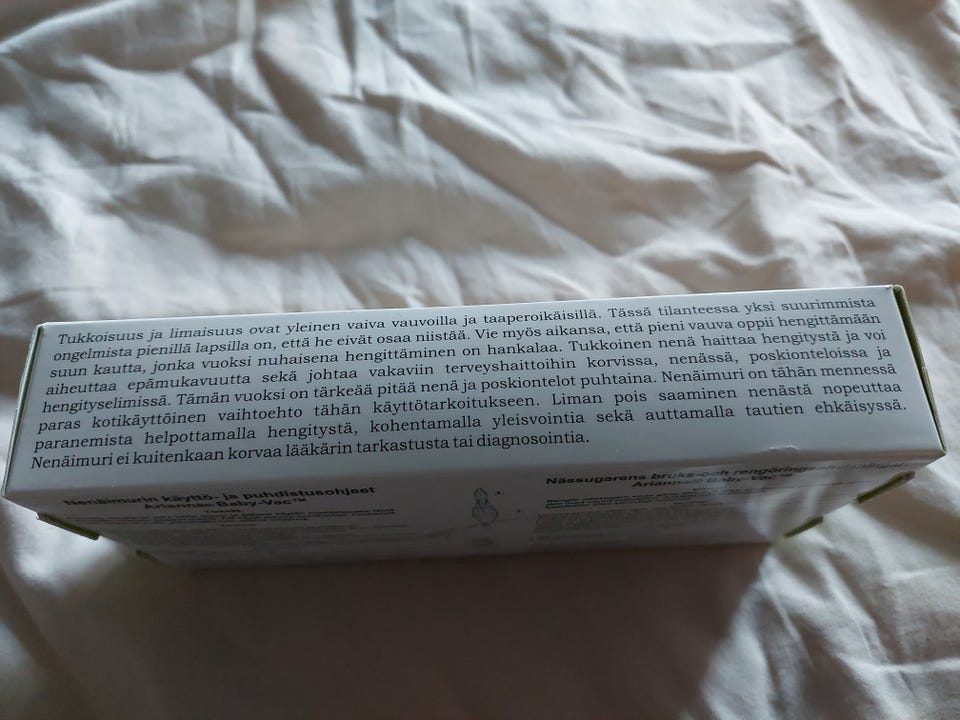 Tukkoisuus ja limaisuus ovat yleinen vaiva vauvoilla ja taaperoikäisillä. Tässä tilanteessa yksi suurimmista
ongelmista pienillä lapsilla on, että he eivät osaa niistää. Vie myös aikansa, että pieni vauva oppii hengittämään
suun kautta, jonka vuoksi nuhaisena hengittäminen on hankalaa. Tukkoinen nenä haittaa hengitystä ja voi
aiheuttaa epämukavuutta sekä johtaa vakaviin terveyshaittoihin korvissa, nenässä, poskionteloissa ja
hengityselimissä. Tämän vuoksi on tärkeää pitää nenä ja poskiontelot puhtaina. Nenäimuri on tähän mennessä
paras kotikäyttöinen vaihtoehto tähän käyttötarkoitukseen. Liman pois saaminen nenästä nopeuttaa
paranemista helpottamalla hengitystä, kohentamalla yleisvointia sekä auttamalla tautien ehkäisyssä.
Nenäimuri ei kuitenkaan korvaa lääkärin tarkastusta tai diagnosointia.
Nenäimurin käyttö- ja puhdistusohjeet
Arianna® Baby-Vac™
Nässugarens bruks-och
Arianna® Baby-Vac™